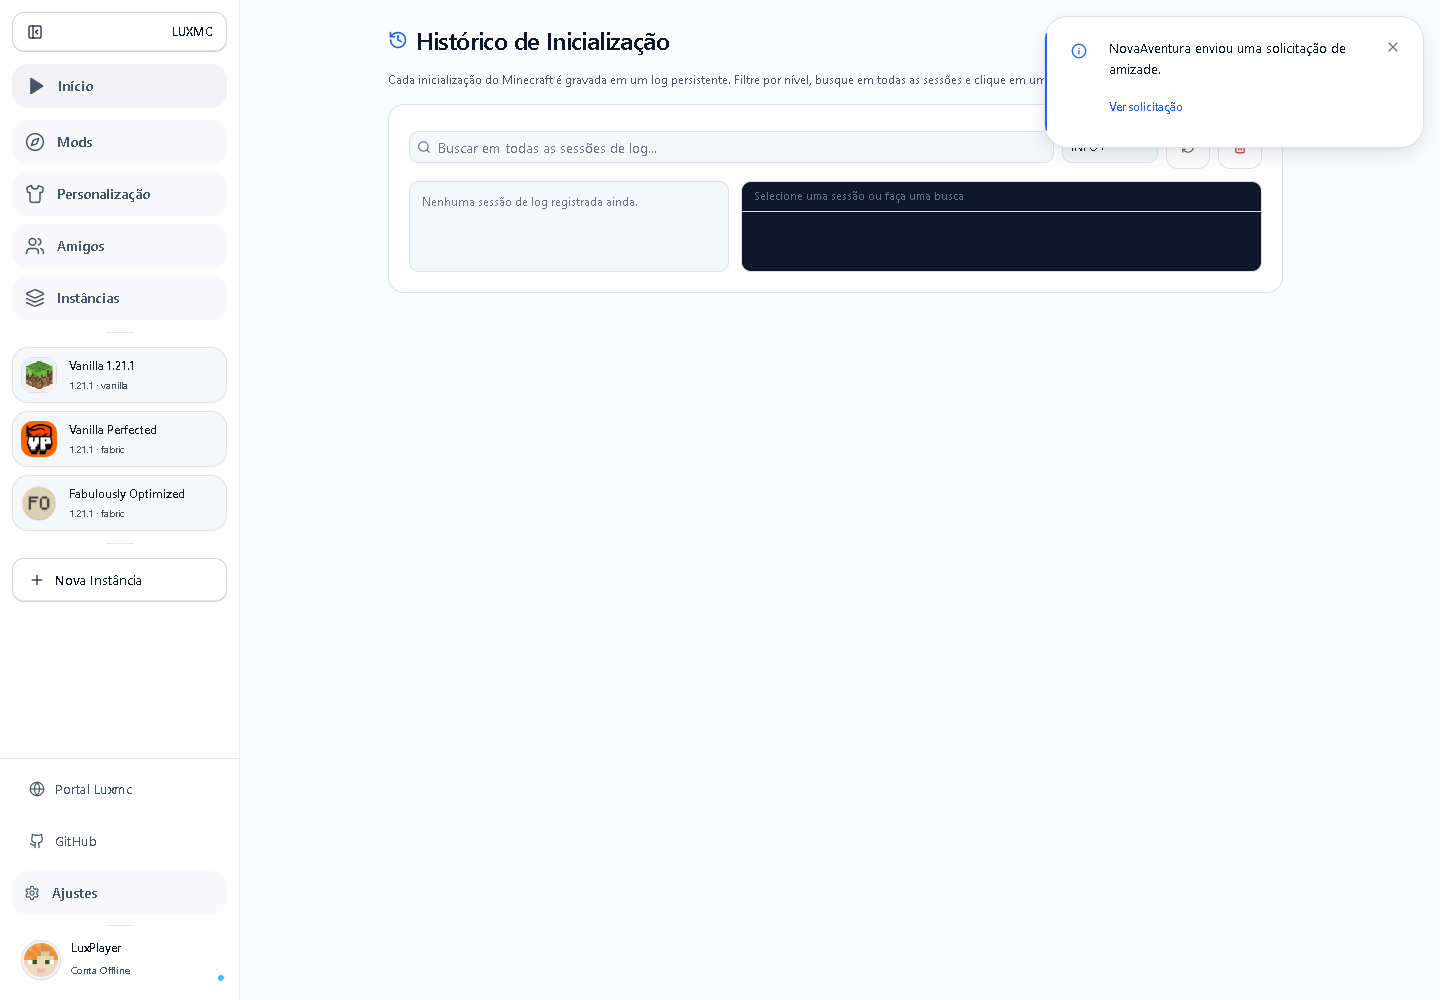 LUXMC
Início
Mods
Personalização
Amigos
Instâncias
Vanilla 1.21.1
1.21.1 · vanilla
Vanilla Perfected
1.21.1 · fabric
FO
Fabulously Optimized
1.21.1 · fabric
Nova Instância
Portal Luxmc
GitHub
Ajustes
LuxPlayer
Conta Offline
Histórico de Inicialização
Cada inicialização do Minecraft é gravada em um log persistente. Filtre por nível, busque em todas as sessões e clique em um
Buscar em todas as sessões de log...
Nenhuma sessão de log registrada ainda.
Selecione uma sessão ou faça uma busca
NovaAventura enviou uma solicitação de
amizade.
Ver solicitação